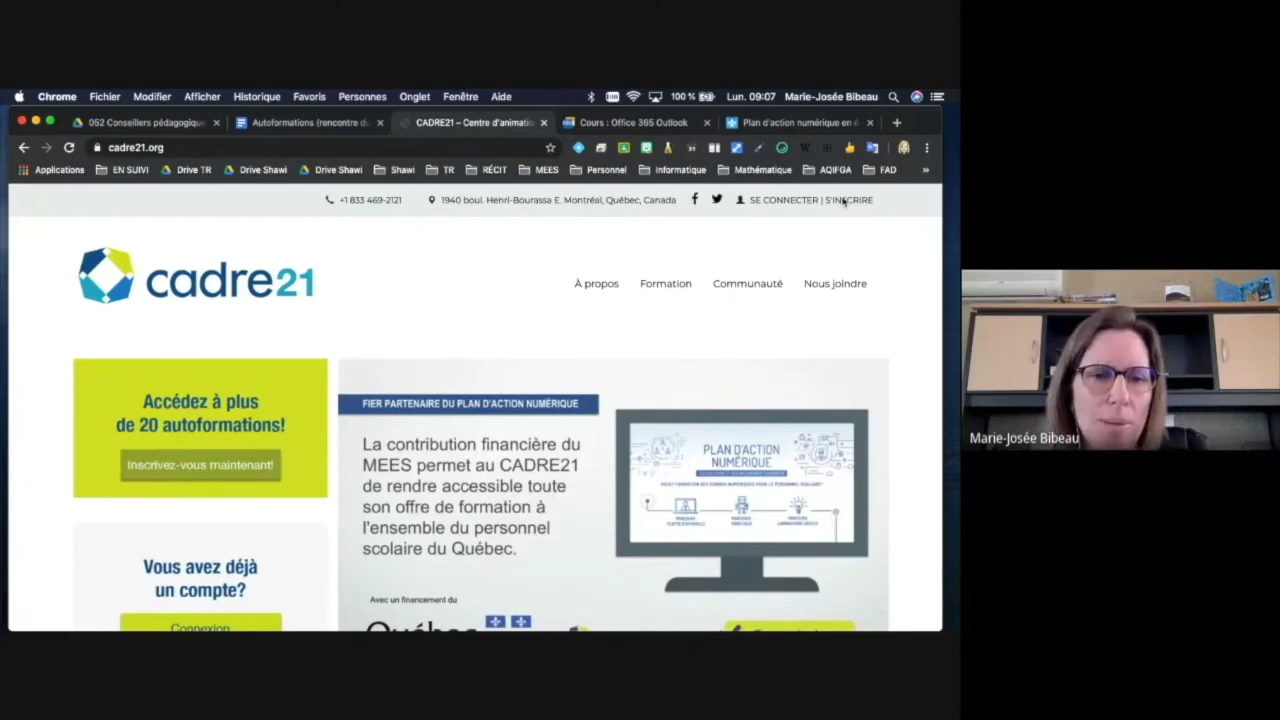 Chrome Fichier Modifier Afficher Historique Favoris Personnes Onglet Fenêtre Aide 100 % Lun. 09:07 Marie-Josée Bibeau
052 Conseillers pédagogique Autoformations (rencontre du CADRE21 – Centre d'animatio Cours : Office 365 Outlook Plan d'action numérique en é
cadre21.org
Applications EN SUIVI Drive TR Drive Shawi Drive Shawi Shawi TR RÉCIT MEES Personnel Informatique Mathématique AQIFGA FAD »
+1 833 469-2121 1940 boul. Henri-Bourassa E. Montréal, Québec, Canada SE CONNECTER | S'INSCRIRE
cadre21
À propos Formation Communauté Nous joindre
Accédez à plus
de 20 autoformations!
Inscrivez-vous maintenant!
Vous avez déjà
un compte?
Connexion
FIER PARTENAIRE DU PLAN D'ACTION NUMÉRIQUE
La contribution financière du
MEES permet au CADRE21
de rendre accessible toute
son offre de formation à
l'ensemble du personnel
scolaire du Québec.
Avec un financement du
Québec
PLAN D'ACTION
NUMÉRIQUE
Marie-Josée Bibeau